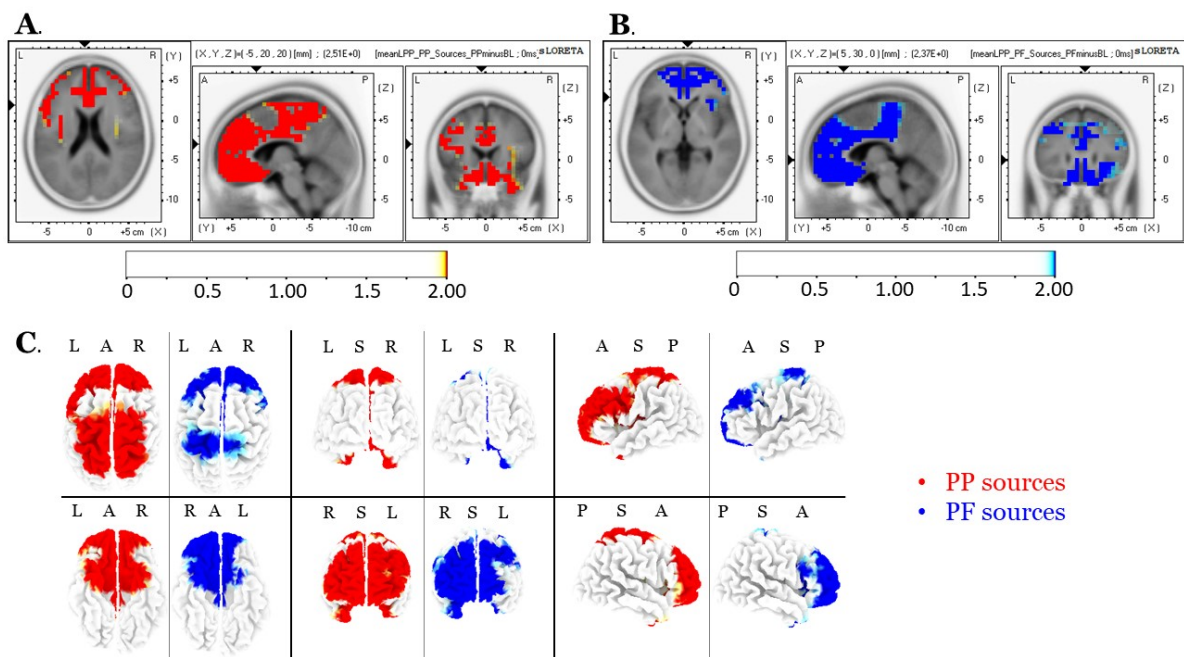 A.
B.
L R (Y) (X,Y,Z)=(-5,20,20)[mm] ; (2,51E+0) [meanLPP_PP_Sources_PPminusBL ; 0ms] sLORETA
A P (Z) L R (Z)
+5 0 -5 -10
-5 0 +5 cm (X) (Y) +5 0 -5 -10 cm -5 0 +5 cm (X)
+5 0 -5
+5 0 -5
L R (Y) (X,Y,Z)=(5,30,0)[mm] ; (2,37E+0) [meanLPP_PF_Sources_PFminusBL ; 0ms] sLORETA
A P (Z) L R (Z)
+5 0 -5 -10
-5 0 +5 cm (X) (Y) +5 0 -5 -10 cm -5 0 +5 cm (X)
+5 0 -5
+5 0 -5
0 0.5 1.00 1.50 2.00
0 0.5 1.00 1.50 2.00
C.
L A R L A R L S R L S R A S P A S P
L A R R A L R S L R S L P S A P S A
• PP sources
• PF sources